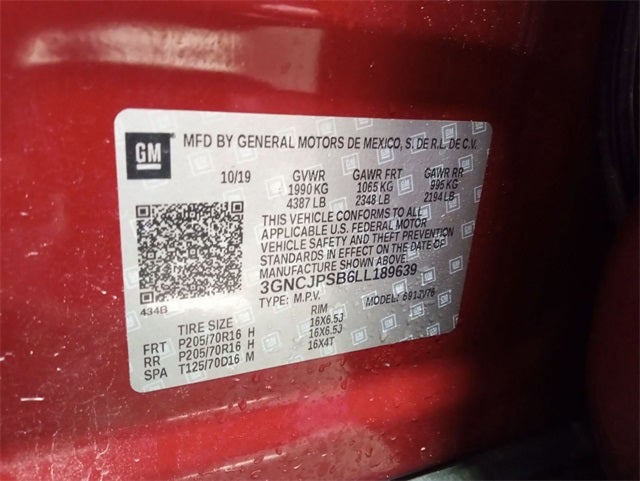 GM
MFD BY GENERAL MOTORS DE MEXICO, S. DE R.L. DE C.V.
10/19 GVWR GAWR FRT GAWR RR
1990 KG 1065 KG 995 KG
4387 LB 2348 LB 2194 LB
THIS VEHICLE CONFORMS TO ALL
APPLICABLE U.S. FEDERAL MOTOR
VEHICLE SAFETY AND THEFT PREVENTION
STANDARDS IN EFFECT ON THE DATE OF
MANUFACTURE SHOWN ABOVE.
3GNCJPSB6LL189639
TYPE: M.P.V. MODEL: 691JV76
434B
TIRE SIZE RIM
FRT P205/70R16 H 16X6.5J
RR P205/70R16 H 16X6.5J
SPA T125/70D16 M 16X4T